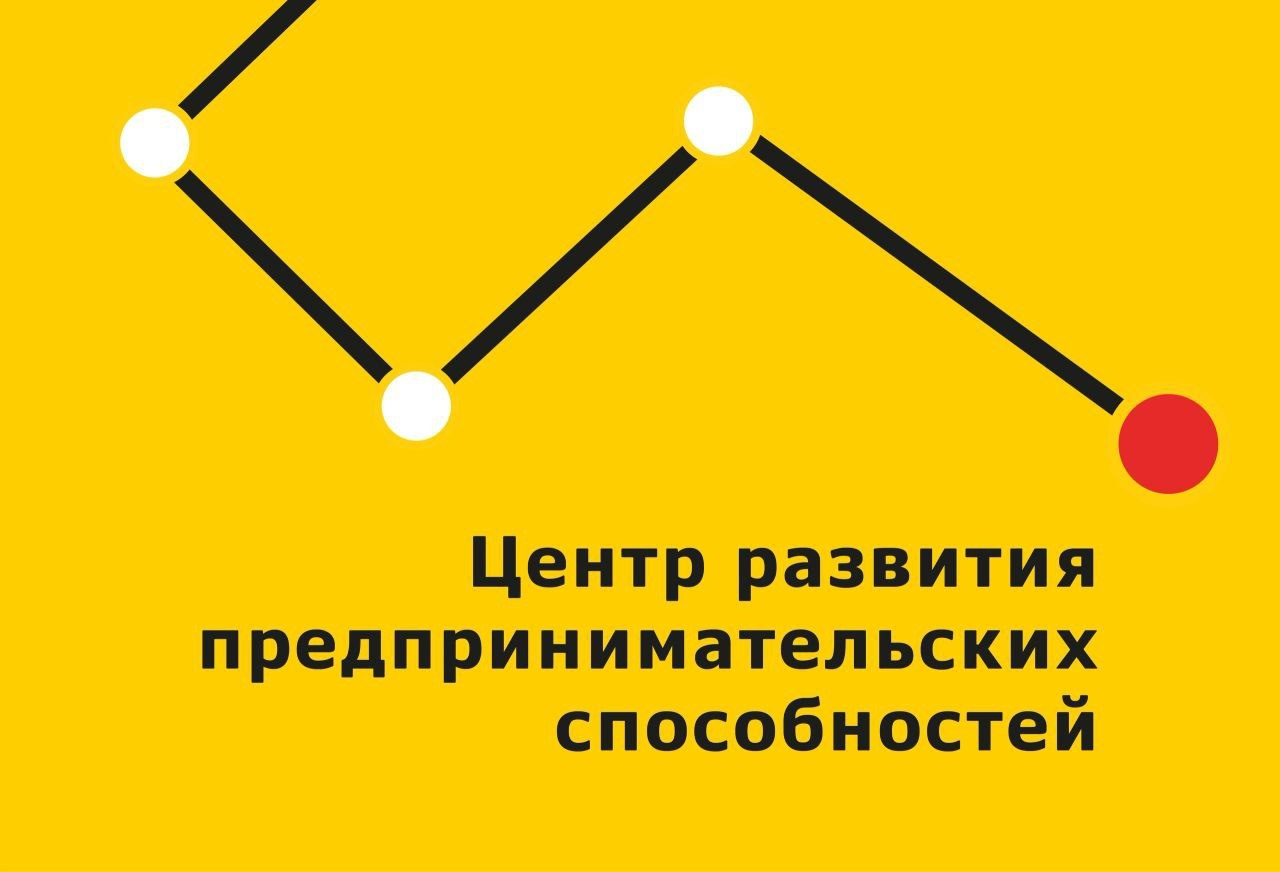 Центр развития
предпринимательских
способностей